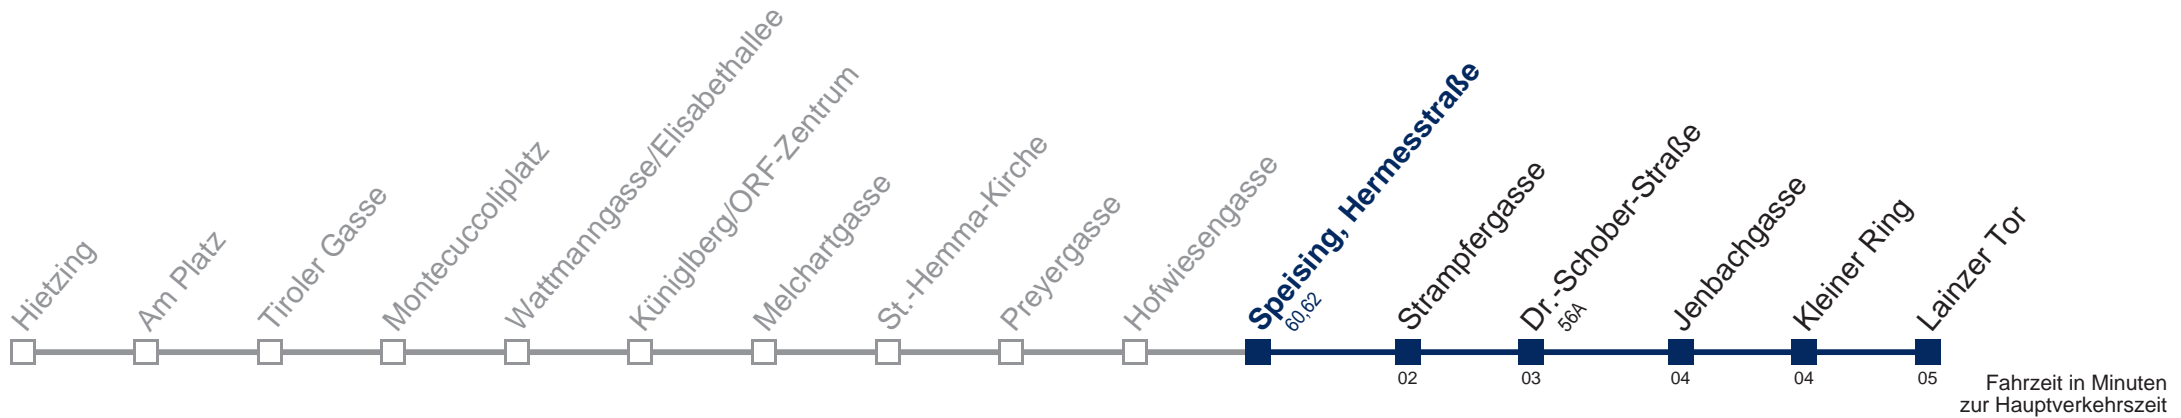 Hietzing
Am Platz
Tiroler Gasse
Montecuccoliplatz
Wattmanngasse/Elisabethallee
Küniglberg/ORF-Zentrum
Melchartgasse
St.-Hemma-Kirche
Preyergasse
Hofwiesengasse
Speising, Hermesstraße
60,62
Strampfergasse
Dr.-Schober-Straße
56A
Jenbachgasse
Kleiner Ring
Lainzer Tor
02
03
04
04
05
Fahrzeit in Minuten
zur Hauptverkehrszeit